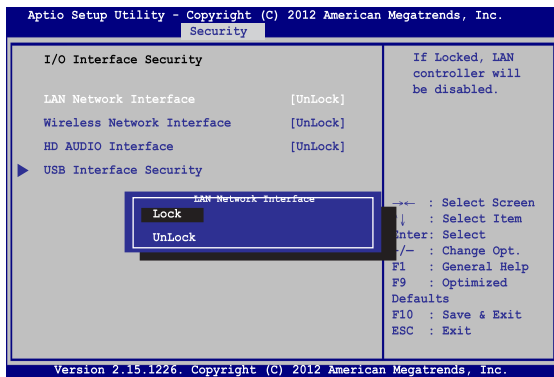 Aptio Setup Utility - Copyright (C) 2012 American Megatrends, Inc.
Security
I/O Interface Security
LAN Network Interface [UnLock]
Wireless Network Interface [UnLock]
HD AUDIO Interface [UnLock]
USB Interface Security
LAN Network Interface
Lock
UnLock
If Locked, LAN
controller will
be disabled.
→← : Select Screen
↓ : Select Item
Enter: Select
+/— : Change Opt.
F1 : General Help
F9 : Optimized
Defaults
F10 : Save & Exit
ESC : Exit
Version 2.15.1226. Copyright (C) 2012 American Megatrends, Inc.